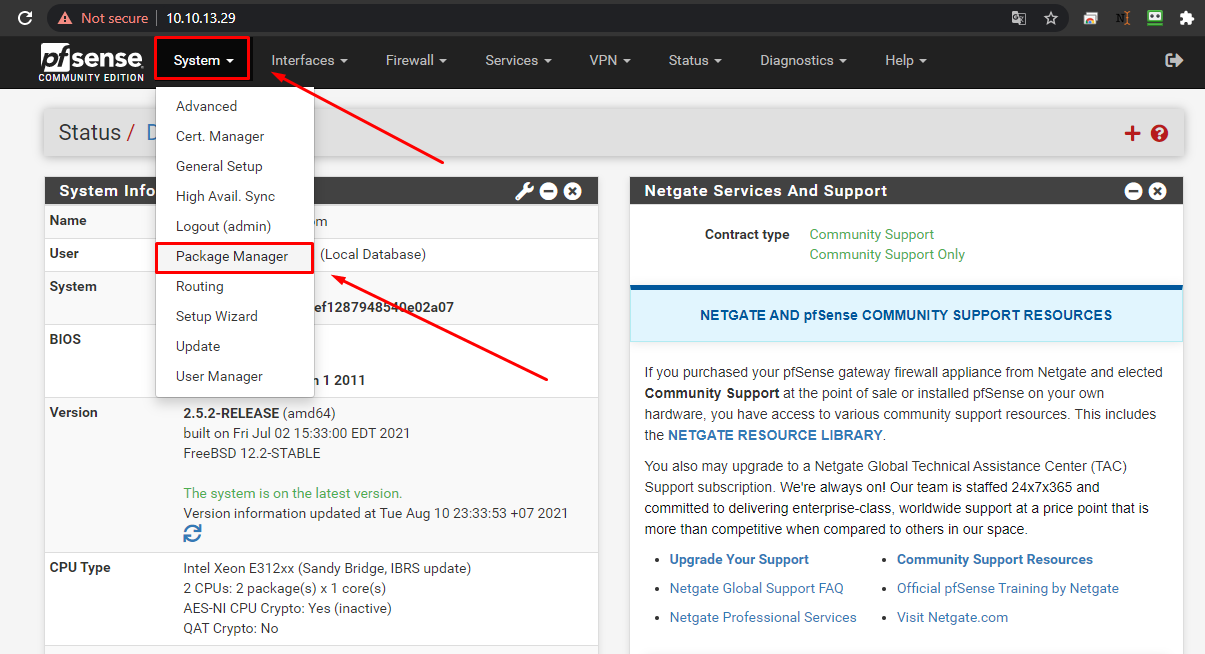 Not secure | 10.10.13.29
pfsense
COMMUNITY EDITION
System Interfaces Firewall Services VPN Status Diagnostics Help
Advanced
Cert. Manager
General Setup
High Avail. Sync
Logout (admin)
Package Manager
Routing
Setup Wizard
Update
User Manager
Status /
System Info
Name
User (Local Database)
System
ef1287948540e02a07
BIOS
1 2011
Version 2.5.2-RELEASE (amd64)
built on Fri Jul 02 15:33:00 EDT 2021
FreeBSD 12.2-STABLE
The system is on the latest version.
Version information updated at Tue Aug 10 23:33:53 +07 2021
CPU Type Intel Xeon E312xx (Sandy Bridge, IBRS update)
2 CPUs: 2 package(s) x 1 core(s)
AES-NI CPU Crypto: Yes (inactive)
QAT Crypto: No
Netgate Services And Support
Contract type Community Support
Community Support Only
NETGATE AND pfSense COMMUNITY SUPPORT RESOURCES
If you purchased your pfSense gateway firewall appliance from Netgate and elected
Community Support at the point of sale or installed pfSense on your own
hardware, you have access to various community support resources. This includes
the NETGATE RESOURCE LIBRARY.
You also may upgrade to a Netgate Global Technical Assistance Center (TAC)
Support subscription. We're always on! Our team is staffed 24x7x365 and
committed to delivering enterprise-class, worldwide support at a price point that is
more than competitive when compared to others in our space.
• Upgrade Your Support
• Netgate Global Support FAQ
• Netgate Professional Services
• Community Support Resources
• Official pfSense Training by Netgate
• Visit Netgate.com